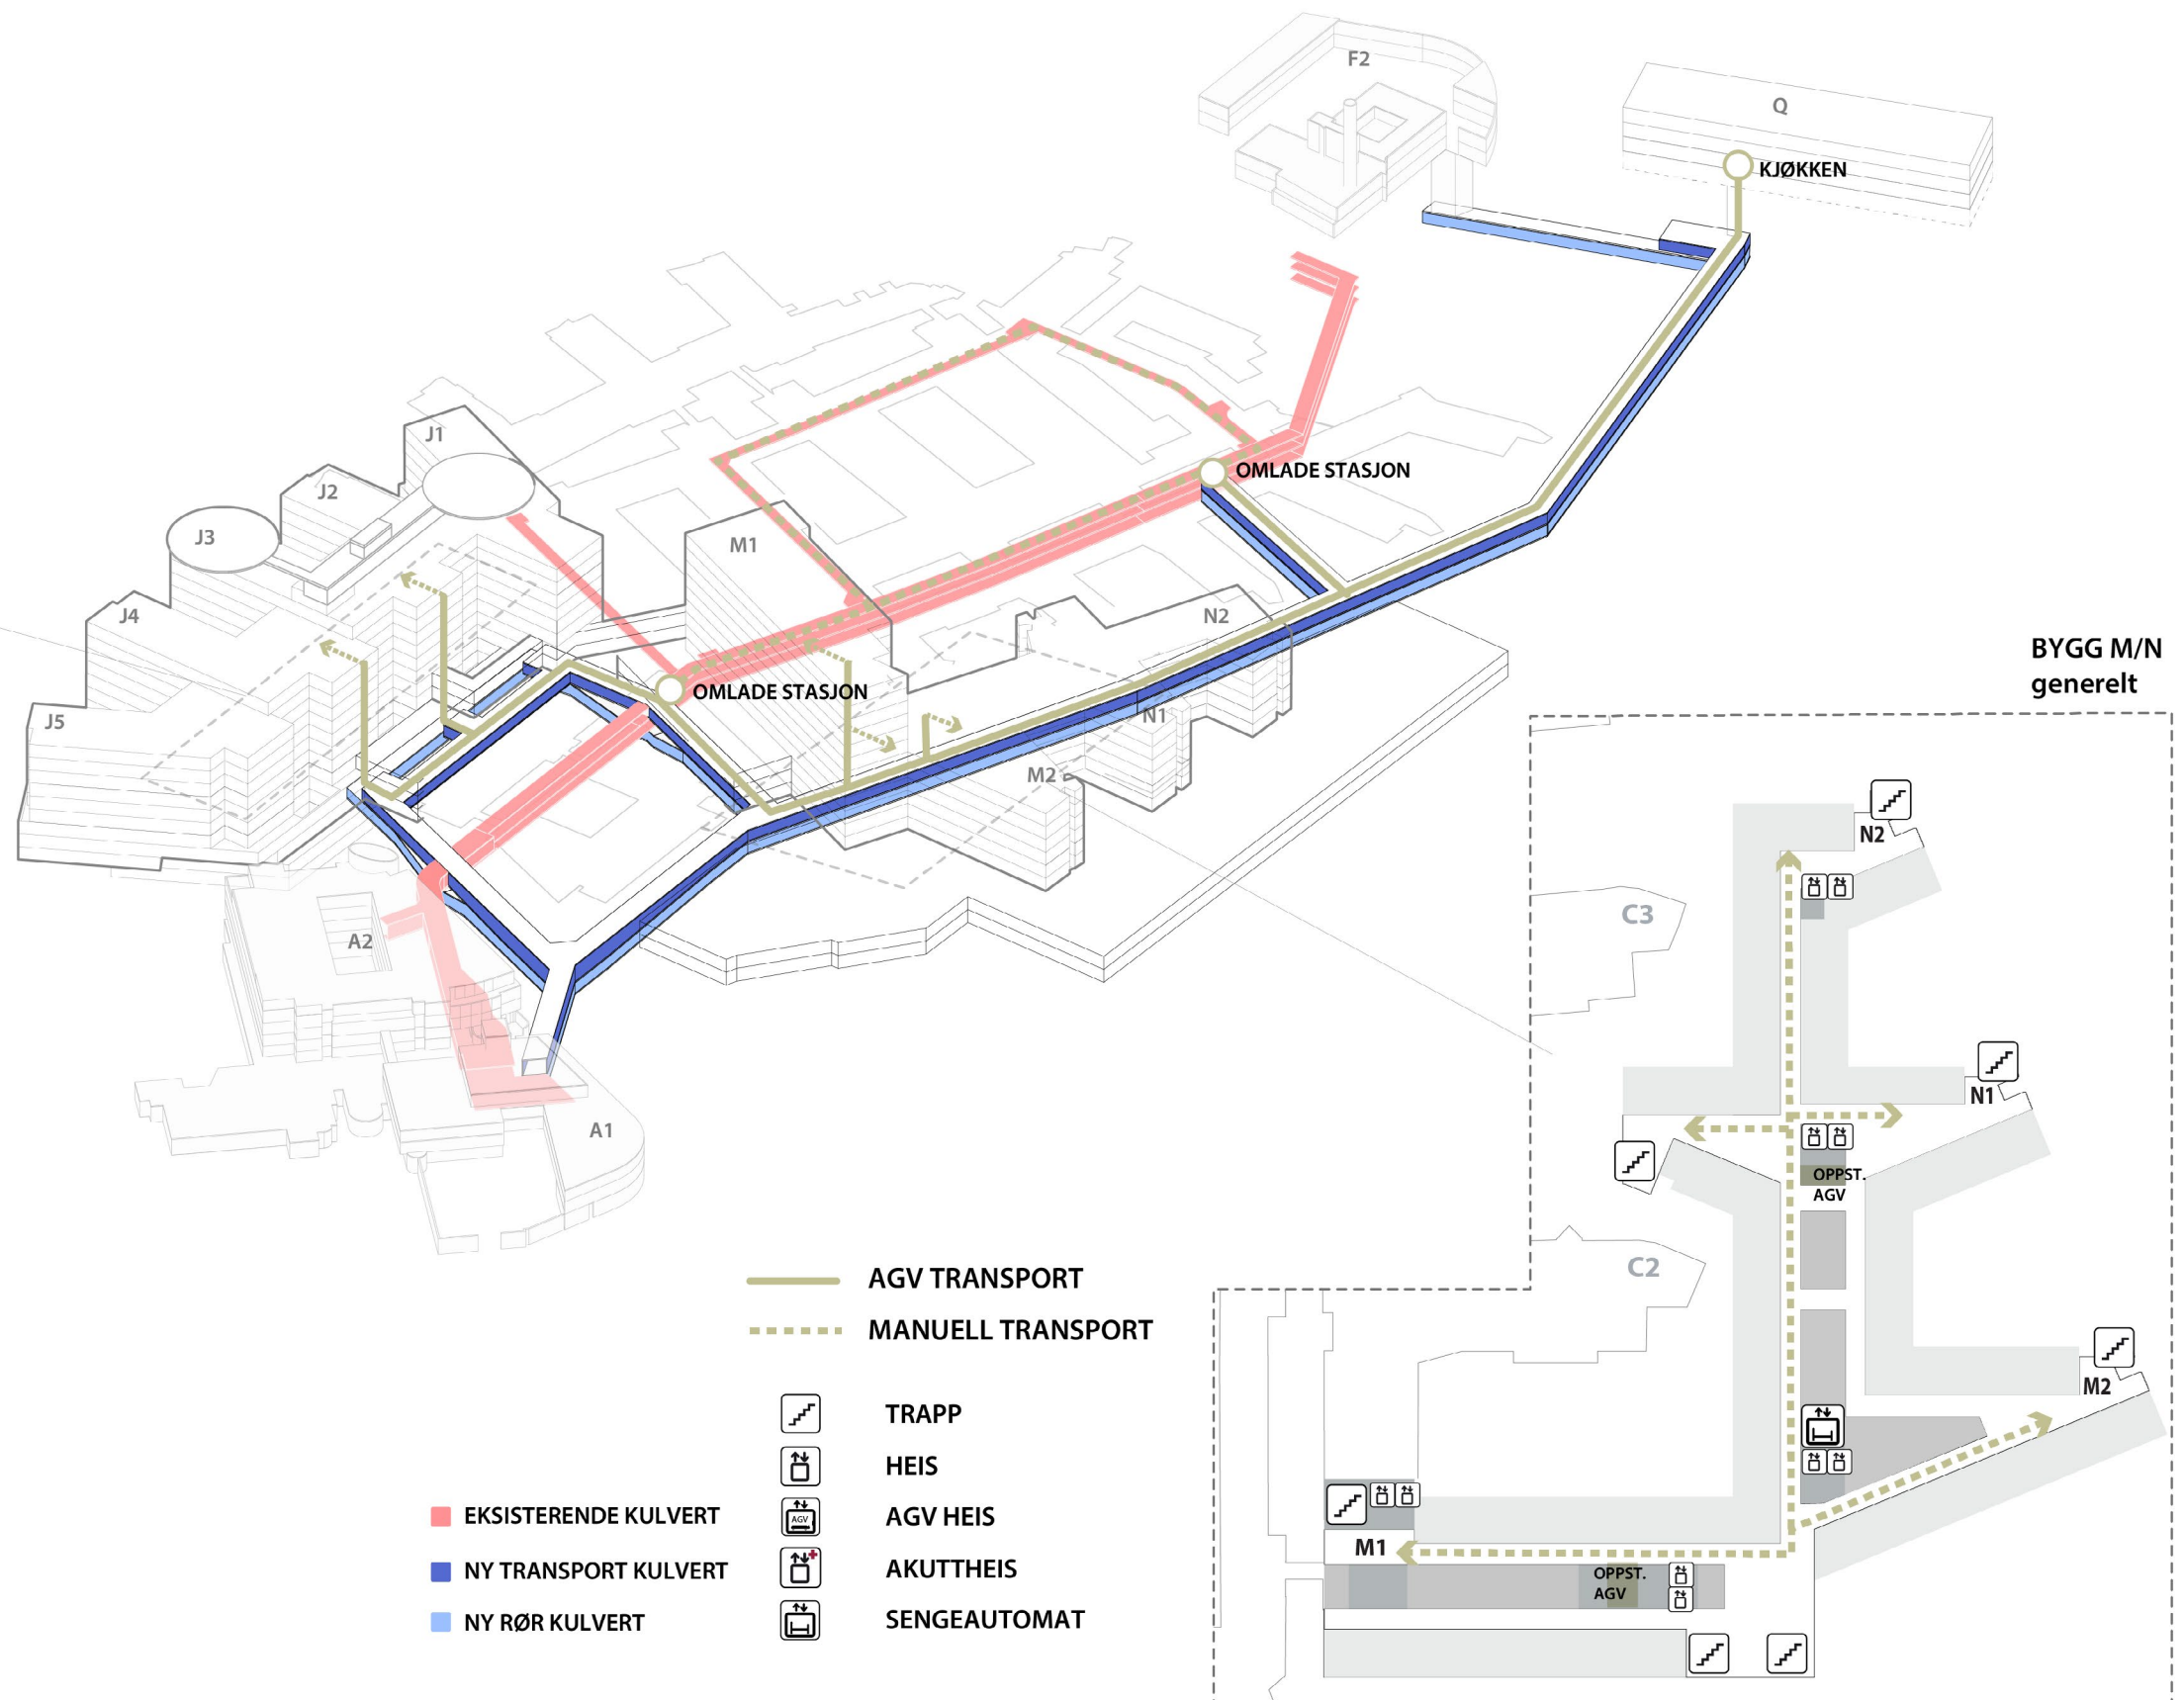 F2
Q
KJØKKEN
J1
OMLADE STASJON
J2
J3
M1
J4
N2
BYGG M/N
generelt
OMLADE STASJON
J5
N1
M2
N2
C3
A2
N1
A1
OPPST.
AGV
C2
AGV TRANSPORT
MANUELL TRANSPORT
M2
TRAPP
HEIS
EKSISTERENDE KULVERT
AGV
AGV HEIS
M1
NY TRANSPORT KULVERT
AKUTTHEIS
OPPST.
AGV
NY RØR KULVERT
SENGEAUTOMAT